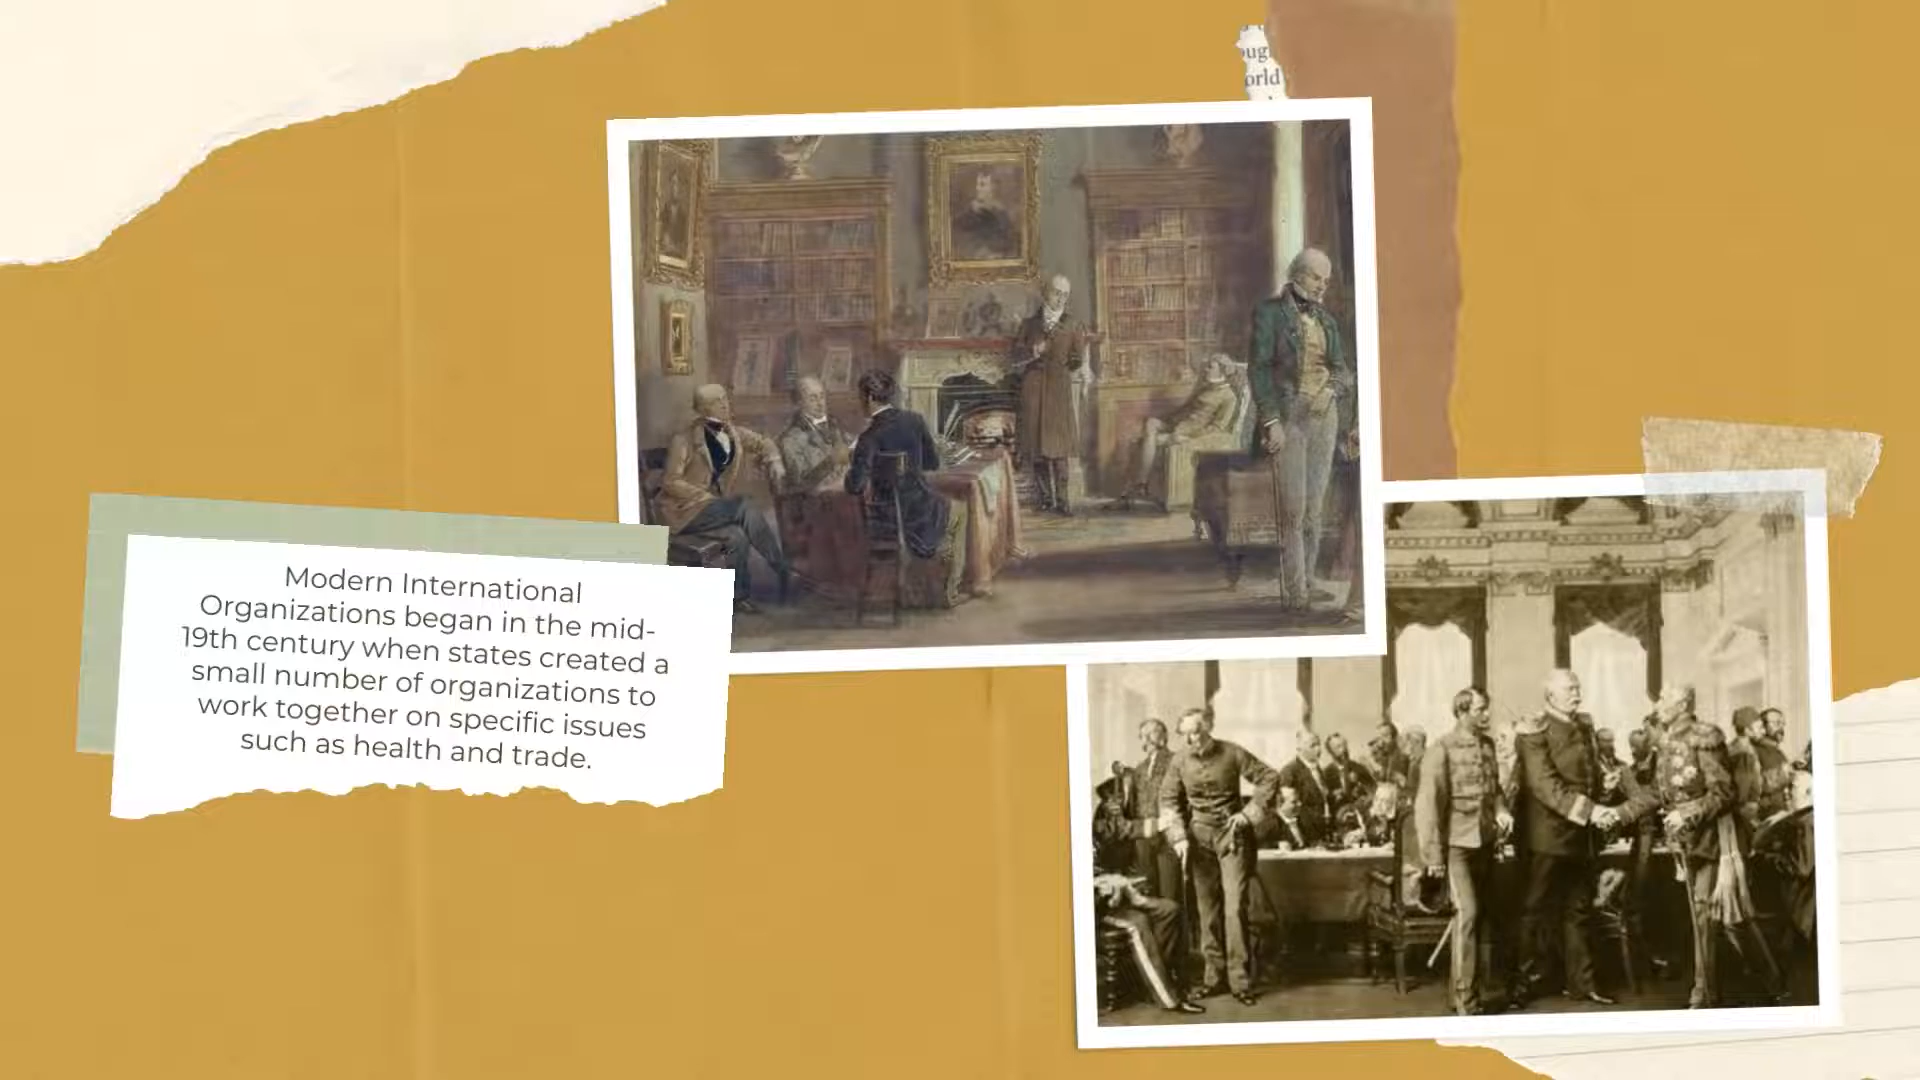 orld
Modern International
Organizations began in the mid-
19th century when states created a
small number of organizations to
work together on specific issues
such as health and trade.